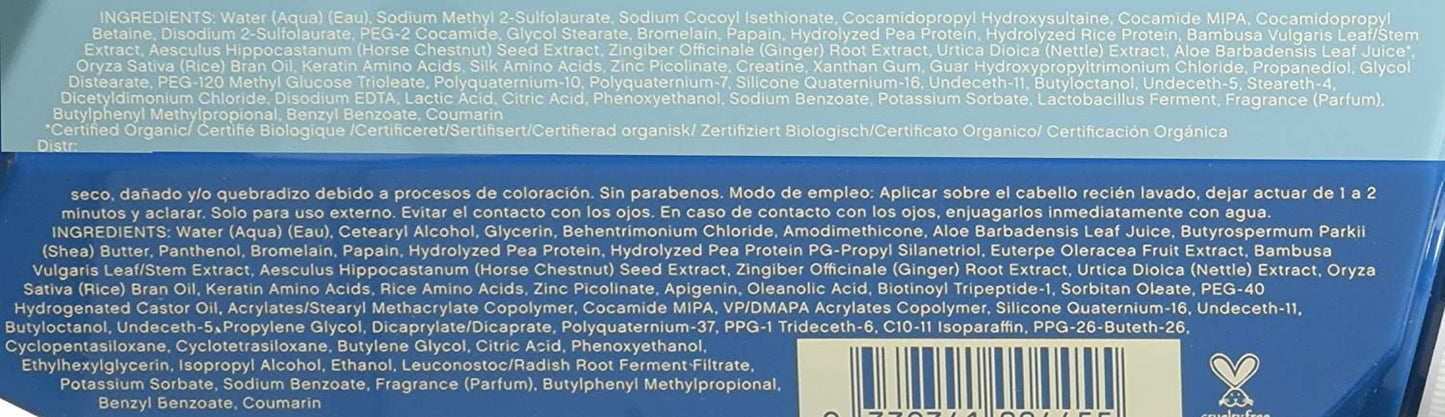 INGREDIENTS: Water (Aqua) (Eau), Sodium Methyl 2-Sulfolaurate, Sodium Cocoyl Isethionate, Cocamidopropyl Hydroxysultaine, Cocamide MIPA, Cocamidopropyl
Betaine, Disodium 2-Sulfolaurate, PEG-2 Cocamide, Glycol Stearate, Bromelain, Papain, Hydrolyzed Pea Protein, Hydrolyzed Rice Protein, Bambusa Vulgaris Leaf/Stem
Extract, Aesculus Hippocastanum (Horse Chestnut) Seed Extract, Zingiber Officinale (Ginger) Root Extract, Urtica Dioica (Nettle) Extract, Aloe Barbadensis Leaf Juice*,
Oryza Sativa (Rice) Bran Oil, Keratin Amino Acids, Silk Amino Acids, Zinc Picolinate, Creatine, Xanthan Gum, Guar Hydroxypropyltrimonium Chloride, Propanediol, Glycol
Distearate, PEG-120 Methyl Glucose Trioleate, Polyquaternium-10, Polyquaternium-7, Silicone Quaternium-16, Undeceth-11, Butyloctanol, Undeceth-5, Steareth-4,
Dicetyldimonium Chloride, Disodium EDTA, Lactic Acid, Citric Acid, Phenoxyethanol, Sodium Benzoate, Potassium Sorbate, Lactobacillus Ferment, Fragrance (Parfum),
Butylphenyl Methylpropional, Benzyl Benzoate, Coumarin
*Certified Organic/ Certifié Biologique /Certificeret/Sertifisert/Certifierad organisk/ Zertifiziert Biologisch/Certificato Organico/ Certificación Orgánica
Distr:
seco, dañado y/o quebradizo debido a procesos de coloración. Sin parabenos. Modo de empleo: Aplicar sobre el cabello recién lavado, dejar actuar de 1 a 2
minutos y aclarar. Solo para uso externo. Evitar el contacto con los ojos. En caso de contacto con los ojos, enjuagarlos inmediatamente con agua.
INGREDIENTS: Water (Aqua) (Eau), Cetearyl Alcohol, Glycerin, Behentrimonium Chloride, Amodimethicone, Aloe Barbadensis Leaf Juice, Butyrospermum Parkii
(Shea) Butter, Panthenol, Bromelain, Papain, Hydrolyzed Pea Protein, Hydrolyzed Pea Protein PG-Propyl Silanetriol, Euterpe Oleracea Fruit Extract, Bambusa
Vulgaris Leaf/Stem Extract, Aesculus Hippocastanum (Horse Chestnut) Seed Extract, Zingiber Officinale (Ginger) Root Extract, Urtica Dioica (Nettle) Extract, Oryza
Sativa (Rice) Bran Oil, Keratin Amino Acids, Rice Amino Acids, Zinc Picolinate, Apigenin, Oleanolic Acid, Biotinoyl Tripeptide-1, Sorbitan Oleate, PEG-40
Hydrogenated Castor Oil, Acrylates/Stearyl Methacrylate Copolymer, Cocamide MIPA, VP/DMAPA Acrylates Copolymer, Silicone Quaternium-16, Undeceth-11,
Butyloctanol, Undeceth-5, Propylene Glycol, Dicaprylate/Dicaprate, Polyquaternium-37, PPG-1 Trideceth-6, C10-11 Isoparaffin, PPG-26-Buteth-26,
Cyclopentasiloxane, Cyclotetrasiloxane, Butylene Glycol, Citric Acid, Phenoxyethanol,
Ethylhexylglycerin, Isopropyl Alcohol, Ethanol, Leuconostoc/Radish Root Ferment Filtrate,
Potassium Sorbate, Sodium Benzoate, Fragrance (Parfum), Butylphenyl Methylpropional,
Benzyl Benzoate, Coumarin